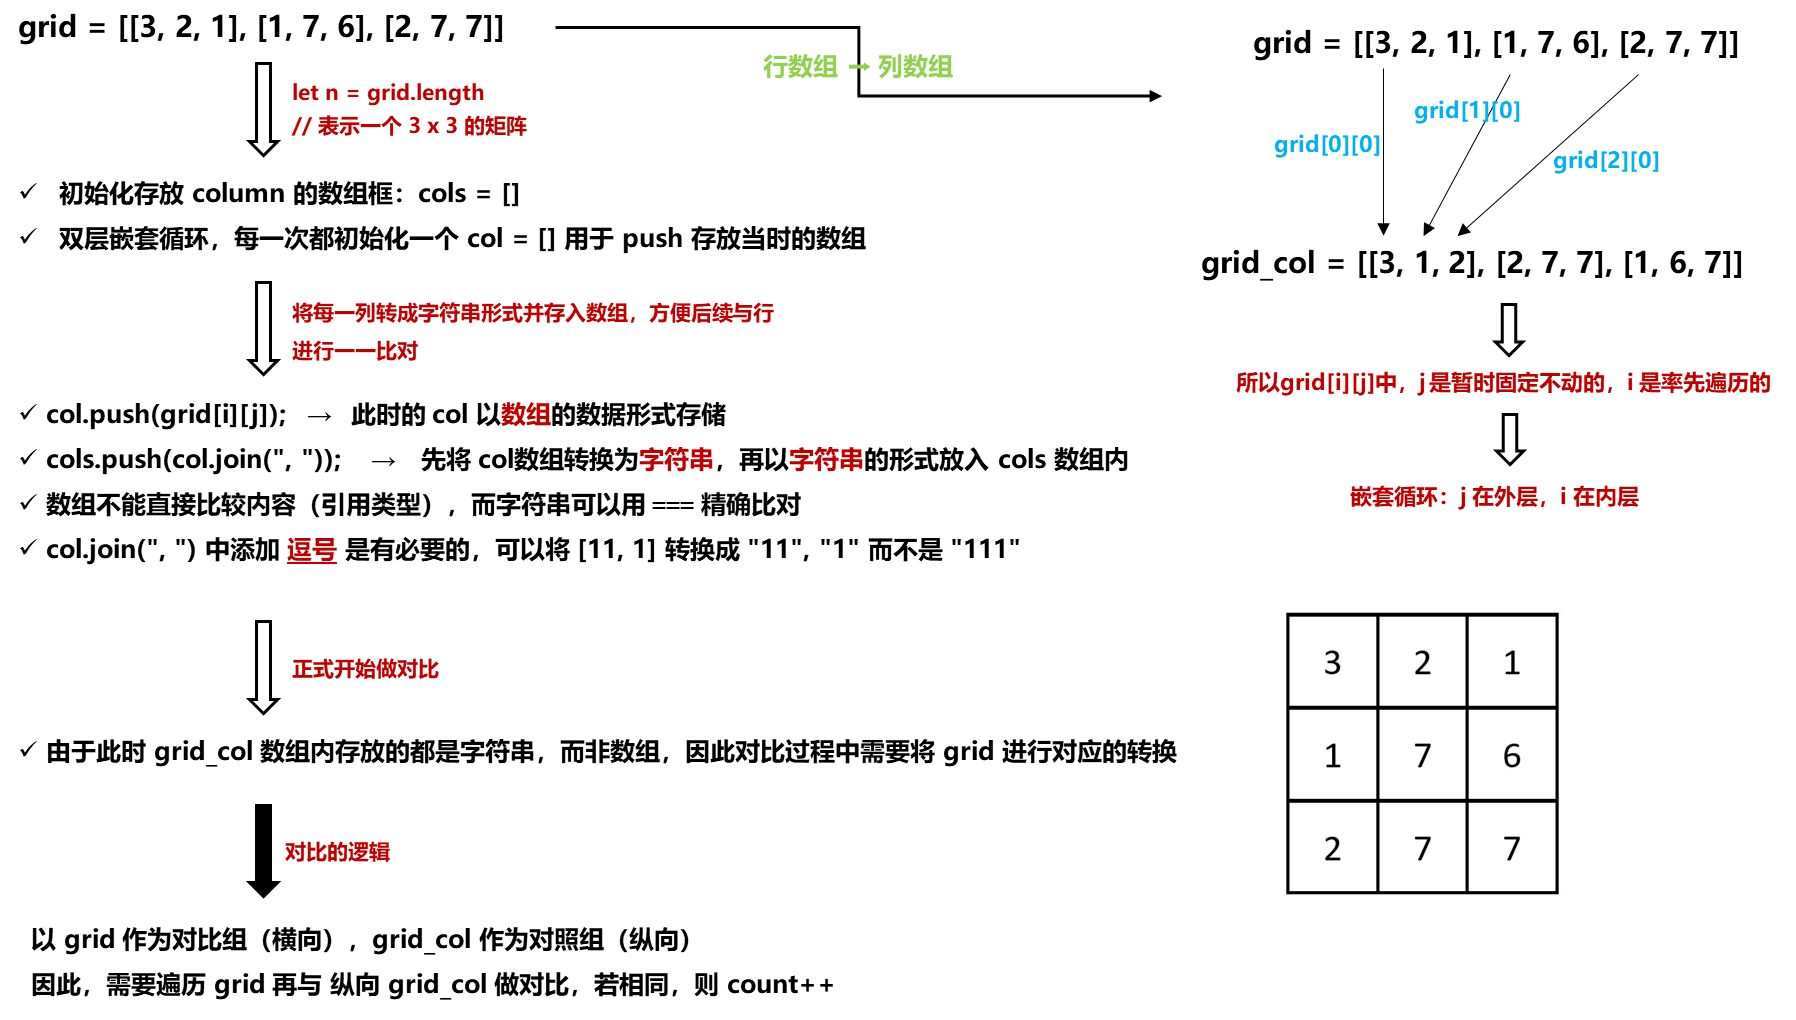 grid = [[3, 2, 1], [1, 7, 6], [2, 7, 7]]
let n = grid.length
// 表示一个 3 x 3 的矩阵
✓ 初始化存放 column 的数组框：cols = []
✓ 双层嵌套循环，每一次都初始化一个 col = [] 用于 push 存放当时的数组
将每一列转成字符串形式并存入数组，方便后续与行
进行一一比对
✓ col.push(grid[i][j]); → 此时的 col 以数组的数据形式存储
✓ cols.push(col.join(", ")); → 先将 col数组转换为字符串，再以字符串的形式放入 cols 数组内
✓ 数组不能直接比较内容（引用类型），而字符串可以用 === 精确比对
✓ col.join(", ") 中添加 逗号 是有必要的，可以将 [11, 1] 转换成 "11", "1" 而不是 "111"
正式开始做对比
✓ 由于此时 grid_col 数组内存放的都是字符串，而非数组，因此对比过程中需要将 grid 进行对应的转换
对比的逻辑
以 grid 作为对比组（横向），grid_col 作为对照组（纵向）
因此，需要遍历 grid 再与 纵向 grid_col 做对比，若相同，则 count++
行数组 → 列数组
grid = [[3, 2, 1], [1, 7, 6], [2, 7, 7]]
grid[0][0]
grid[1][0]
grid[2][0]
grid_col = [[3, 1, 2], [2, 7, 7], [1, 6, 7]]
所以grid[i][j]中，j 是暂时固定不动的，i 是率先遍历的
嵌套循环：j 在外层，i 在内层
3 2 1
1 7 6
2 7 7